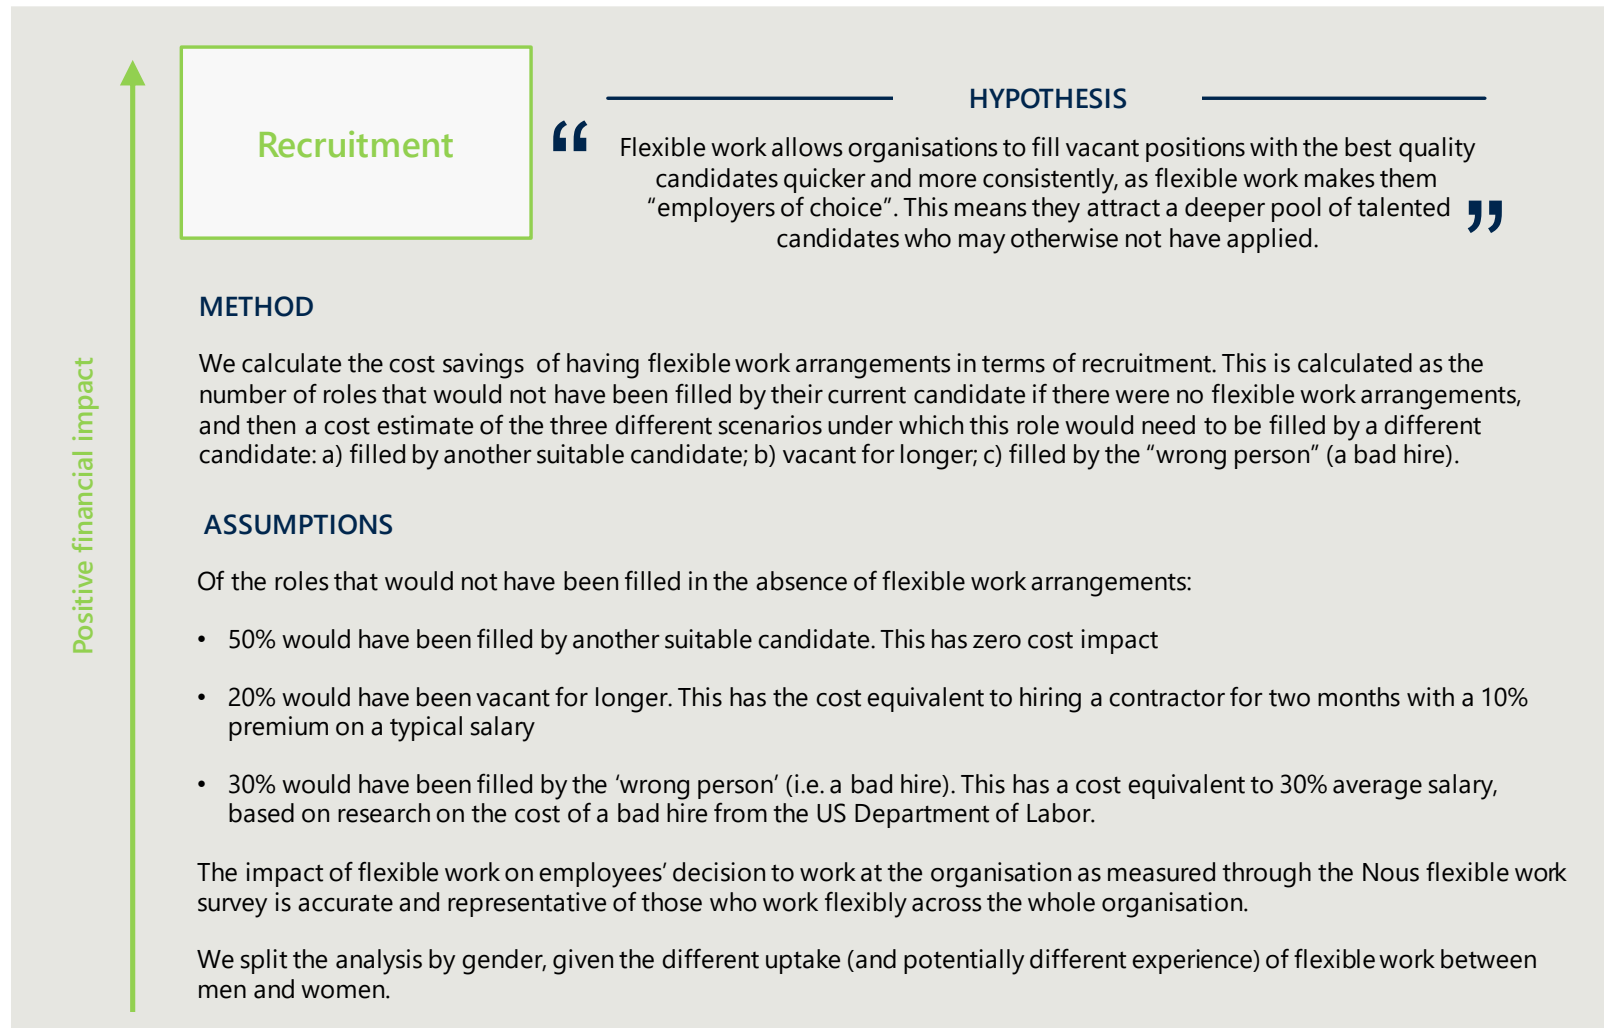 Recruitment
HYPOTHESIS
“ Flexible work allows organisations to fill vacant positions with the best quality
candidates quicker and more consistently, as flexible work makes them
“employers of choice”. This means they attract a deeper pool of talented
candidates who may otherwise not have applied. ”
Positive financial impact
METHOD
We calculate the cost savings of having flexible work arrangements in terms of recruitment. This is calculated as the
number of roles that would not have been filled by their current candidate if there were no flexible work arrangements,
and then a cost estimate of the three different scenarios under which this role would need to be filled by a different
candidate: a) filled by another suitable candidate; b) vacant for longer; c) filled by the “wrong person” (a bad hire).
ASSUMPTIONS
Of the roles that would not have been filled in the absence of flexible work arrangements:
• 50% would have been filled by another suitable candidate. This has zero cost impact
• 20% would have been vacant for longer. This has the cost equivalent to hiring a contractor for two months with a 10%
premium on a typical salary
• 30% would have been filled by the ‘wrong person’ (i.e. a bad hire). This has a cost equivalent to 30% average salary,
based on research on the cost of a bad hire from the US Department of Labor.
The impact of flexible work on employees’ decision to work at the organisation as measured through the Nous flexible work
survey is accurate and representative of those who work flexibly across the whole organisation.
We split the analysis by gender, given the different uptake (and potentially different experience) of flexible work between
men and women.